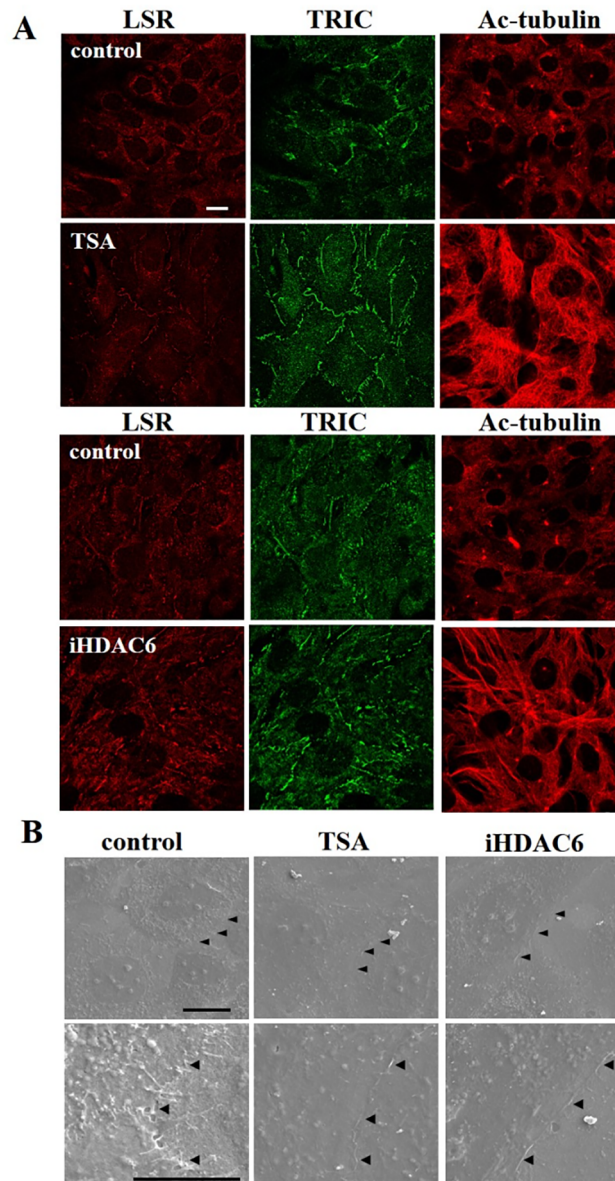 A
LSR TRIC Ac-tubulin
control
TSA
LSR TRIC Ac-tubulin
control
iHDAC6
B
control TSA iHDAC6